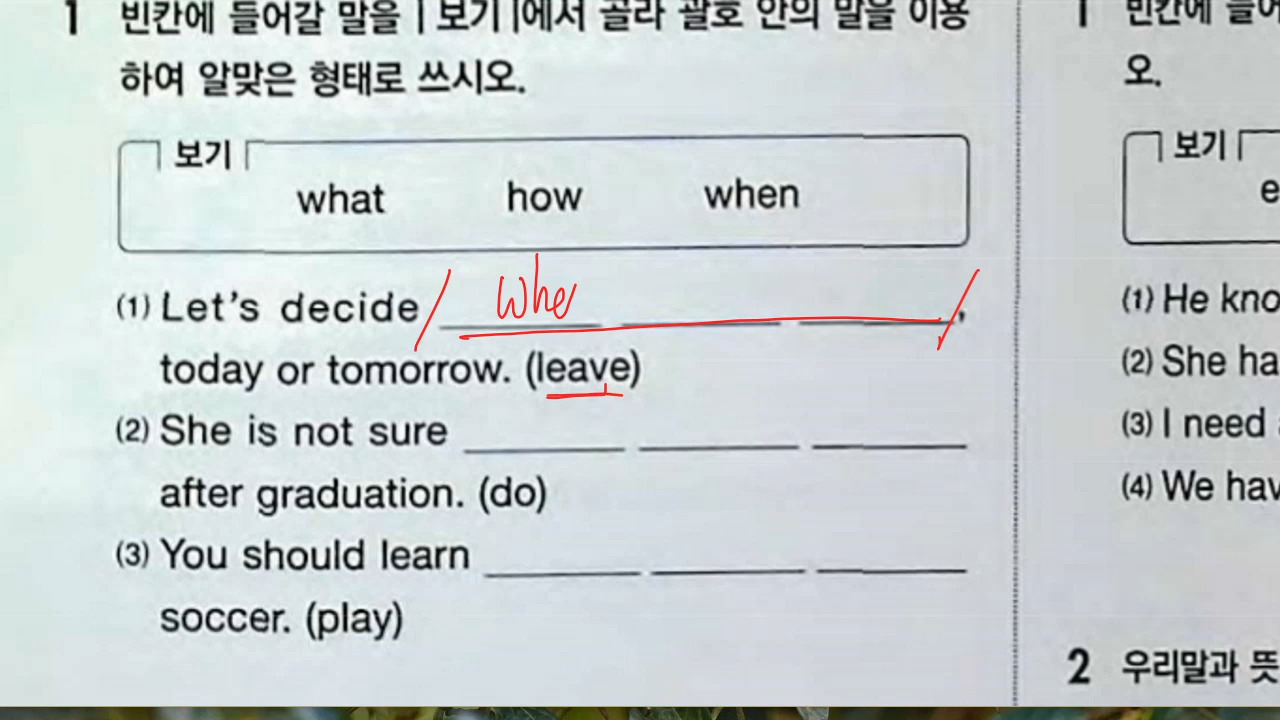 1 빈칸에 들어갈 말을 |보기|에서 골라 괄호 안의 말을 이용
하여 알맞은 형태로 쓰시오.
보기
what how when
(1) Let's decide whe ,
today or tomorrow. (leave)
(2) She is not sure
after graduation. (do)
(3) You should learn
soccer. (play)
1 빈칸에
오.
보기
(1) He kno
(2) She ha
(3) I need
(4) We hav
2 우리말과 뜻